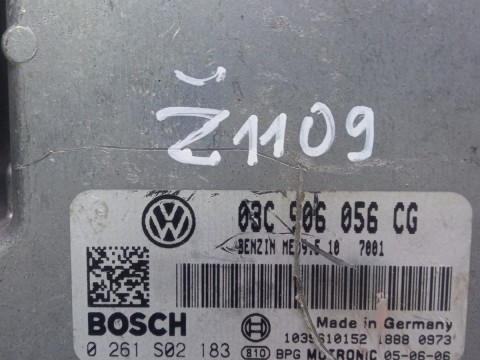 Ž1109
03C 906 056 CG
BENZIN ME9.5 10 7001
BOSCH
Made in Germany
1039S10152 1888 0973
0 261 S02 183
810 BPG MOTRONIC 05-06-06